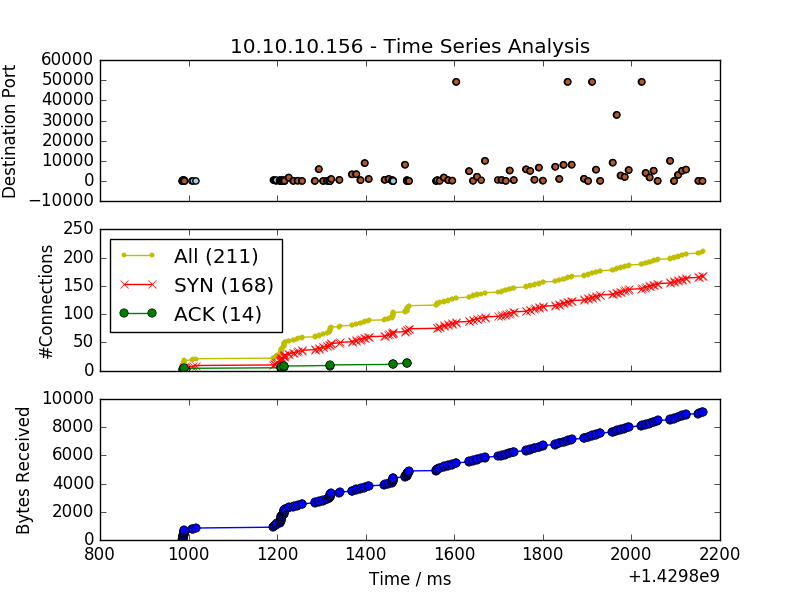 10.10.10.156 - Time Series Analysis
Destination Port
60000
50000
40000
30000
20000
10000
0
−10000
#Connections
250
200
150
100
50
0
All (211)
SYN (168)
ACK (14)
Bytes Received
10000
8000
6000
4000
2000
0
800 1000 1200 1400 1600 1800 2000 2200
Time / ms
+1.4298e9